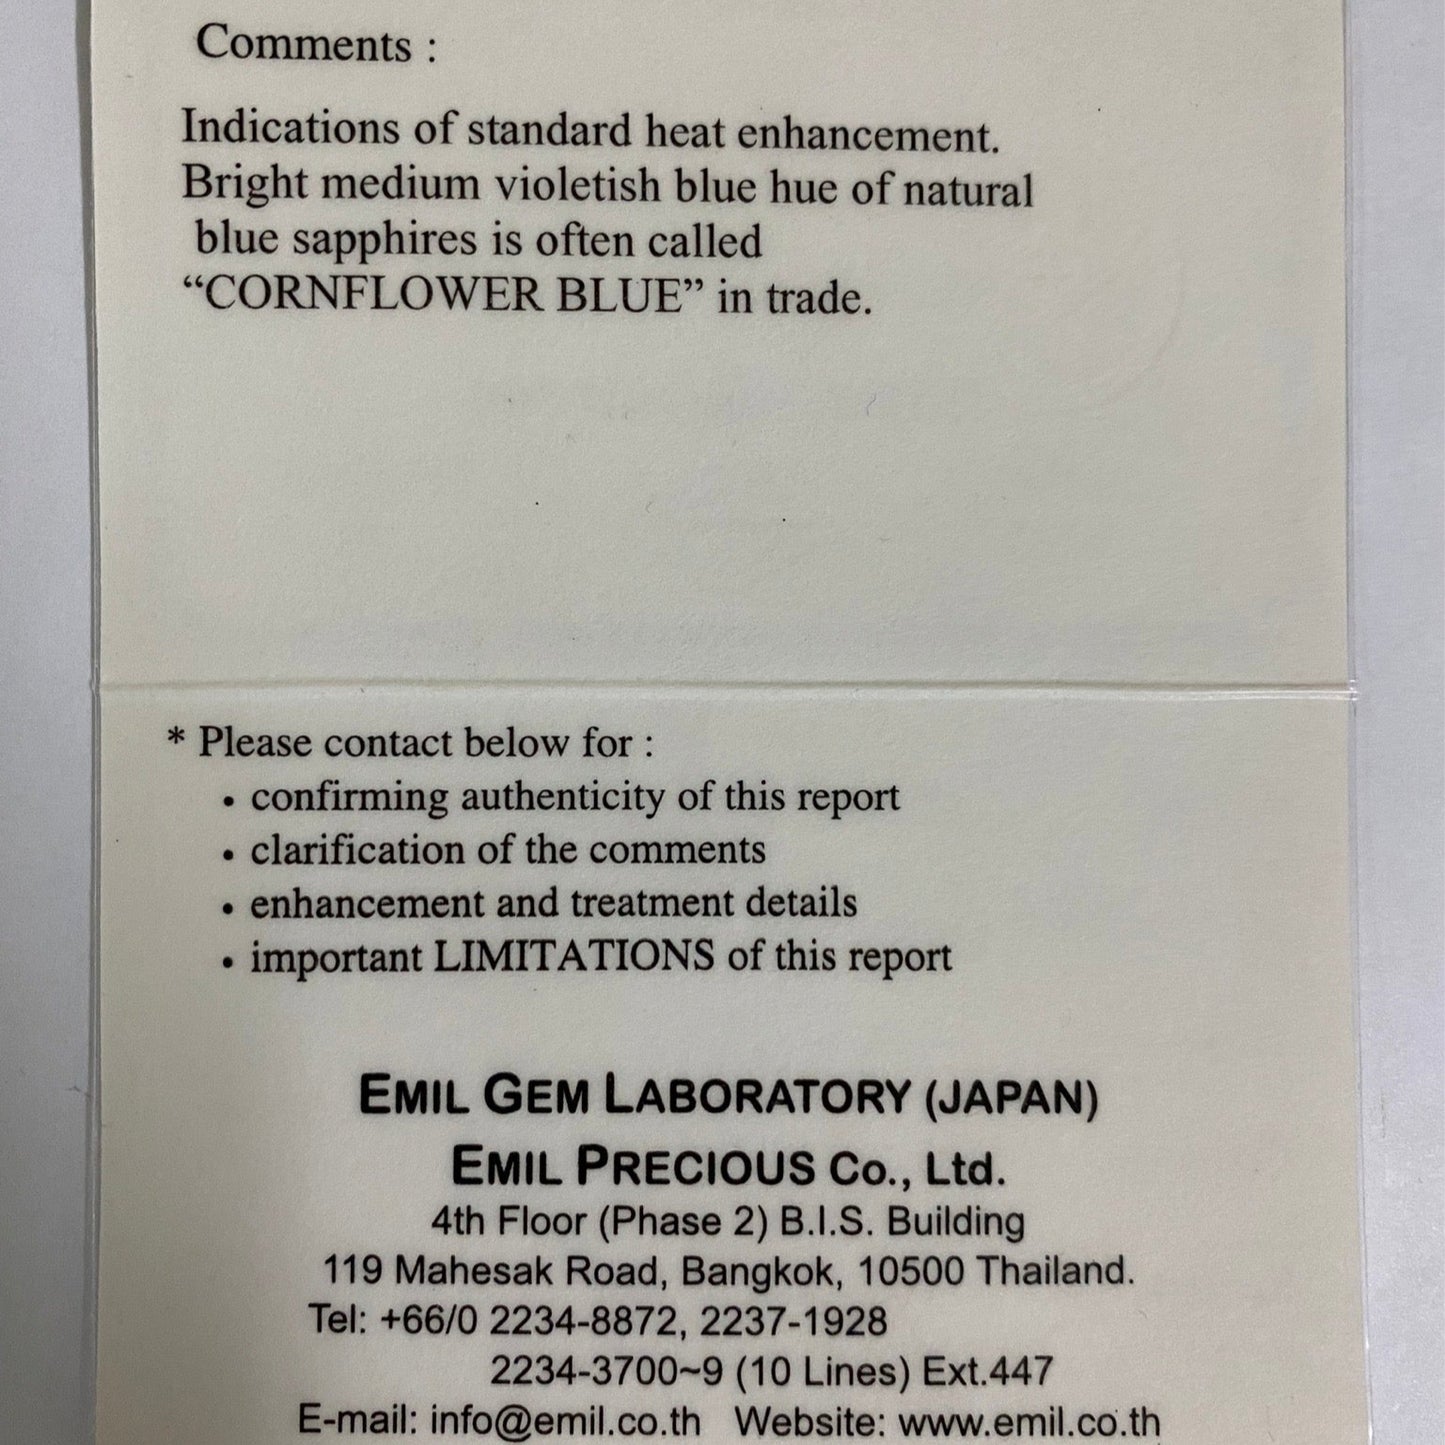 Comments :
Indications of standard heat enhancement.
Bright medium violetish blue hue of natural
blue sapphires is often called
“CORNFLOWER BLUE” in trade.
* Please contact below for :
• confirming authenticity of this report
• clarification of the comments
• enhancement and treatment details
• important LIMITATIONS of this report
EMIL GEM LABORATORY (JAPAN)
EMIL PRECIOUS Co., Ltd.
4th Floor (Phase 2) B.I.S. Building
119 Mahesak Road, Bangkok, 10500 Thailand.
Tel: +66/0 2234-8872, 2237-1928
2234-3700~9 (10 Lines) Ext.447
E-mail: info@emil.co.th Website: www.emil.co.th